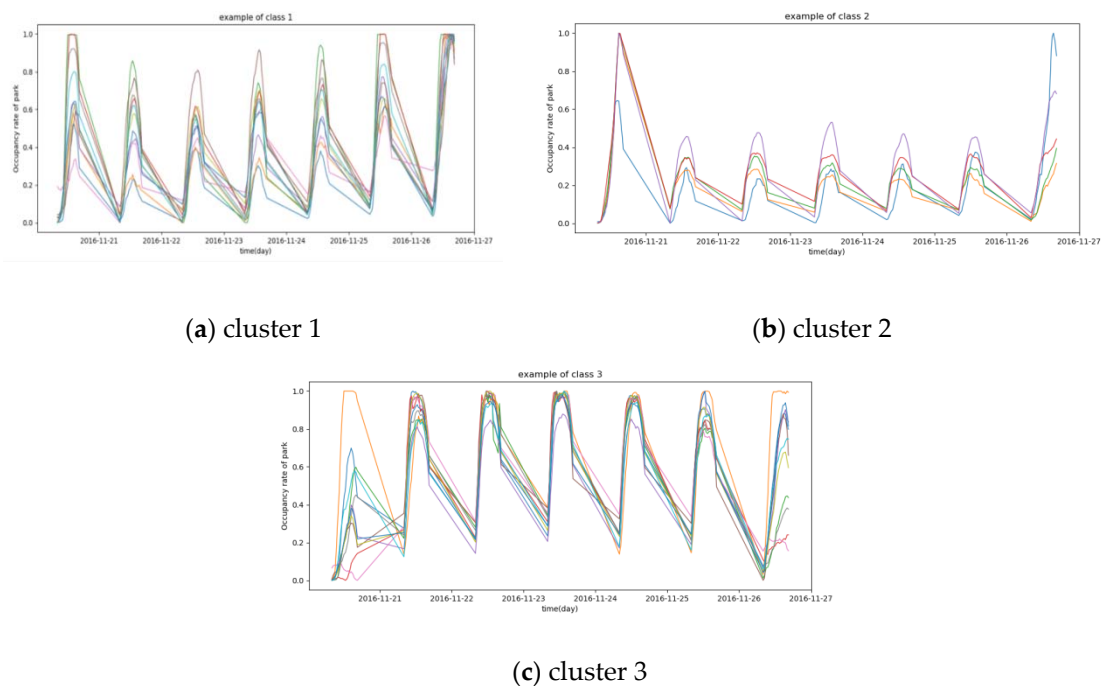 example of class 1
Occupancy rate of park
1.0
0.8
0.6
0.4
0.2
0.0
2016-11-21 2016-11-22 2016-11-23 2016-11-24 2016-11-25 2016-11-26 2016-11-27
time(day)
(a) cluster 1
example of class 2
Occupancy rate of park
1.0
0.8
0.6
0.4
0.2
0.0
2016-11-21 2016-11-22 2016-11-23 2016-11-24 2016-11-25 2016-11-26 2016-11-27
time(day)
(b) cluster 2
example of class 3
Occupancy rate of park
1.0
0.8
0.6
0.4
0.2
0.0
2016-11-21 2016-11-22 2016-11-23 2016-11-24 2016-11-25 2016-11-26 2016-11-27
time(day)
(c) cluster 3